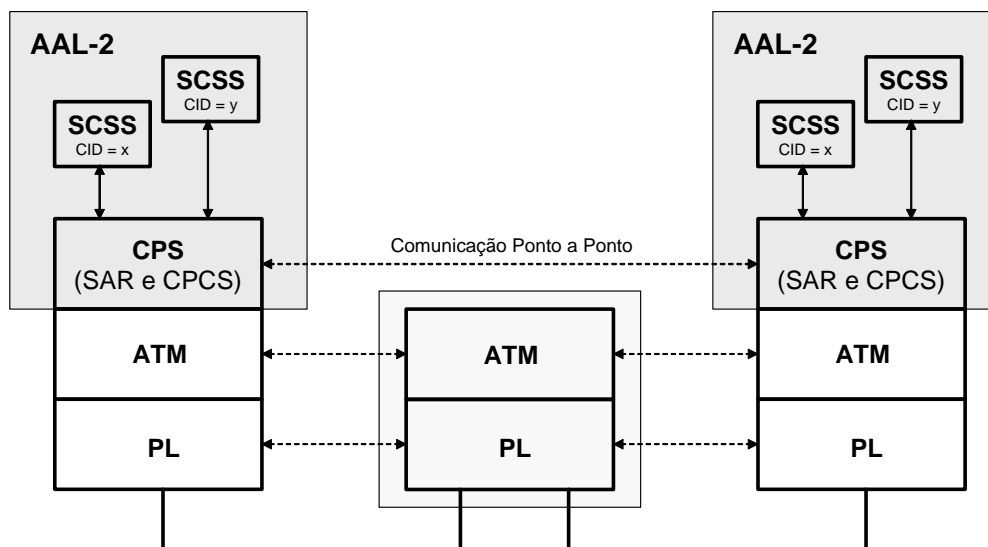 AAL-2
SCSS
CID = y
SCSS
CID = x
CPS
(SAR e CPCS)
ATM
PL
Comunicação Ponto a Ponto
ATM
PL
AAL-2
SCSS
CID = y
SCSS
CID = x
CPS
(SAR e CPCS)
ATM
PL